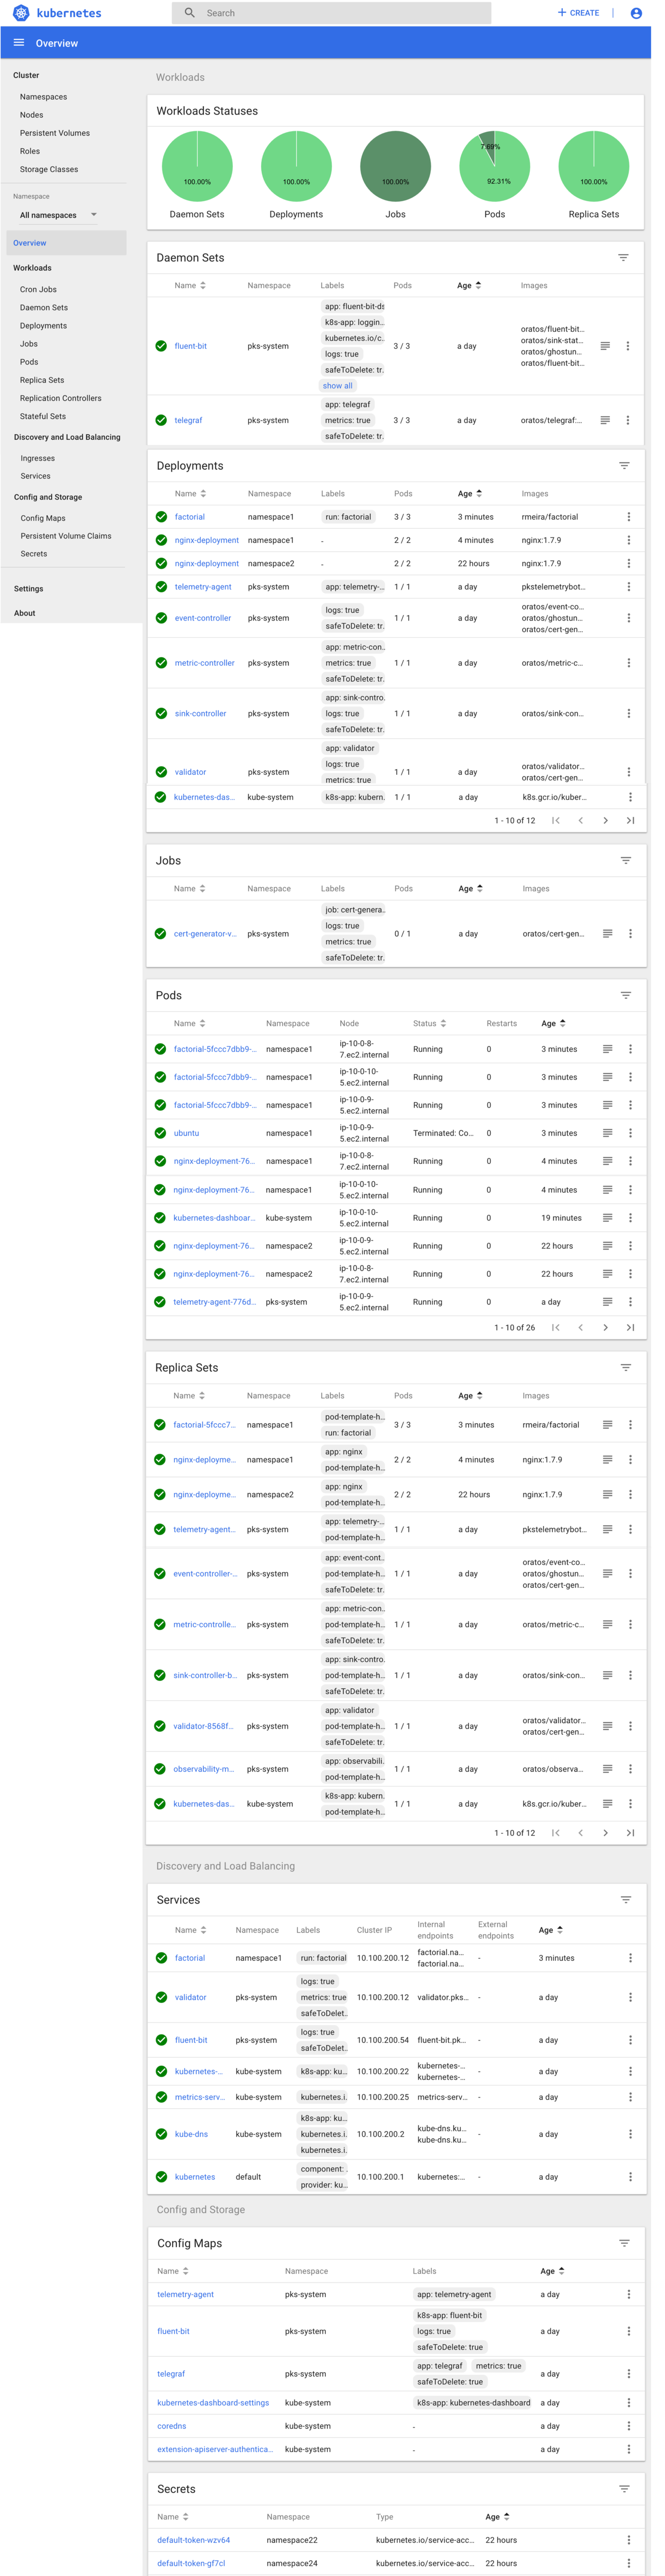 kubernetes
Search
+ CREATE
Overview
Cluster
Namespaces
Nodes
Persistent Volumes
Roles
Storage Classes
Namespace
All namespaces
Overview
Workloads
Cron Jobs
Daemon Sets
Deployments
Jobs
Pods
Replica Sets
Replication Controllers
Stateful Sets
Discovery and Load Balancing
Ingresses
Services
Config and Storage
Config Maps
Persistent Volume Claims
Secrets
Settings
About
Workloads
Workloads Statuses
100.00%
100.00%
100.00%
7.69%
92.31%
100.00%
Daemon Sets Deployments Jobs Pods Replica Sets
Daemon Sets
Name Namespace Labels Pods Age Images
app: fluent-bit-ds
k8s-app: loggin...
kubernetes.io/c...
logs: true
safeToDelete: tr...
show all
fluent-bit pks-system 3 / 3 a day
oratos/fluent-bit...
oratos/sink-stat...
oratos/ghostun...
oratos/fluent-bit...
app: telegraf
telegraf pks-system metrics: true 3 / 3 a day oratos/telegraf:...
safeToDelete: tr...
Deployments
Name Namespace Labels Pods Age Images
factorial namespace1 run: factorial 3 / 3 3 minutes rmeira/factorial
nginx-deployment namespace1 - 2 / 2 4 minutes nginx:1.7.9
nginx-deployment namespace2 - 2 / 2 22 hours nginx:1.7.9
telemetry-agent pks-system app: telemetry-... 1 / 1 a day pkstelemetrybot...
event-controller pks-system 1 / 1 a day
logs: true
safeToDelete: tr...
oratos/event-co...
oratos/ghostun...
oratos/cert-gen...
app: metric-con...
metric-controller pks-system metrics: true 1 / 1 a day oratos/metric-c...
safeToDelete: tr...
app: sink-contro...
sink-controller pks-system logs: true 1 / 1 a day oratos/sink-con...
safeToDelete: tr...
app: validator
logs: true
metrics: true
validator pks-system 1 / 1 a day
oratos/validator...
oratos/cert-gen...
kubernetes-das... kube-system k8s-app: kubern... 1 / 1 a day k8s.gcr.io/kuber...
1 - 10 of 12
Jobs
Name Namespace Labels Pods Age Images
job: cert-genera...
logs: true
metrics: true
safeToDelete: tr...
cert-generator-v... pks-system 0 / 1 a day oratos/cert-gen...
Pods
Name Namespace Node Status Restarts Age
factorial-5fccc7dbb9-... namespace1 ip-10-0-8-7.ec2.internal Running 0 3 minutes
factorial-5fccc7dbb9-... namespace1 ip-10-0-10-5.ec2.internal Running 0 3 minutes
factorial-5fccc7dbb9-... namespace1 ip-10-0-9-5.ec2.internal Running 0 3 minutes
ubuntu namespace1 ip-10-0-9-5.ec2.internal Terminated: Co... 0 3 minutes
nginx-deployment-76... namespace1 ip-10-0-8-7.ec2.internal Running 0 4 minutes
nginx-deployment-76... namespace1 ip-10-0-10-5.ec2.internal Running 0 4 minutes
kubernetes-dashboar... kube-system ip-10-0-10-5.ec2.internal Running 0 19 minutes
nginx-deployment-76... namespace2 ip-10-0-9-5.ec2.internal Running 0 22 hours
nginx-deployment-76... namespace2 ip-10-0-8-7.ec2.internal Running 0 22 hours
telemetry-agent-776d... pks-system ip-10-0-9-5.ec2.internal Running 0 a day
1 - 10 of 26
Replica Sets
Name Namespace Labels Pods Age Images
factorial-5fccc7... namespace1 pod-template-h... 3 / 3 3 minutes rmeira/factorial
run: factorial
nginx-deployme... namespace1 app: nginx 2 / 2 4 minutes nginx:1.7.9
pod-template-h...
nginx-deployme... namespace2 app: nginx 2 / 2 22 hours nginx:1.7.9
pod-template-h...
telemetry-agent... pks-system app: telemetry-... 1 / 1 a day pkstelemetrybot...
pod-template-h...
app: event-cont... oratos/event-co...
event-controller-... pks-system pod-template-h... 1 / 1 a day oratos/ghostun...
safeToDelete: tr... oratos/cert-gen...
app: metric-con...
metric-controlle... pks-system pod-template-h... 1 / 1 a day oratos/metric-c...
safeToDelete: tr...
app: sink-contro...
sink-controller-b... pks-system pod-template-h... 1 / 1 a day oratos/sink-con...
safeToDelete: tr...
app: validator oratos/validator...
validator-8568f... pks-system pod-template-h... 1 / 1 a day oratos/cert-gen...
safeToDelete: tr...
observability-m... pks-system app: observabili... 1 / 1 a day oratos/observa...
pod-template-h...
kubernetes-das... kube-system k8s-app: kubern... 1 / 1 a day k8s.gcr.io/kuber...
pod-template-h...
1 - 10 of 12
Discovery and Load Balancing
Services
Name Namespace Labels Cluster IP Internal endpoints External endpoints Age
factorial namespace1 run: factorial 10.100.200.12 factorial.na... - 3 minutes
factorial.na...
logs: true
validator pks-system metrics: true 10.100.200.12 validator.pks... - a day
safeToDelet...
logs: true
fluent-bit pks-system 10.100.200.54 fluent-bit.pk... - a day
safeToDelet...
kubernetes-... kube-system k8s-app: ku... 10.100.200.22 kubernetes-... - a day
kubernetes-...
metrics-serv... kube-system kubernetes.i... 10.100.200.25 metrics-serv... - a day
k8s-app: ku... kube-dns.ku...
kube-dns kube-system kubernetes.i... 10.100.200.2 - a day
kubernetes.i... kube-dns.ku...
component: ...
kubernetes default 10.100.200.1 kubernetes:... - a day
provider: ku...
Config and Storage
Config Maps
Name Namespace Labels Age
telemetry-agent pks-system app: telemetry-agent a day
k8s-app: fluent-bit
fluent-bit pks-system logs: true a day
safeToDelete: true
app: telegraf metrics: true
telegraf pks-system a day
safeToDelete: true
kubernetes-dashboard-settings kube-system k8s-app: kubernetes-dashboard a day
coredns kube-system - a day
extension-apiserver-authentica... kube-system - a day
Secrets
Name Namespace Type Age
default-token-wzv64 namespace22 kubernetes.io/service-acc... 22 hours
default-token-gf7cl namespace24 kubernetes.io/service-acc... 22 hours